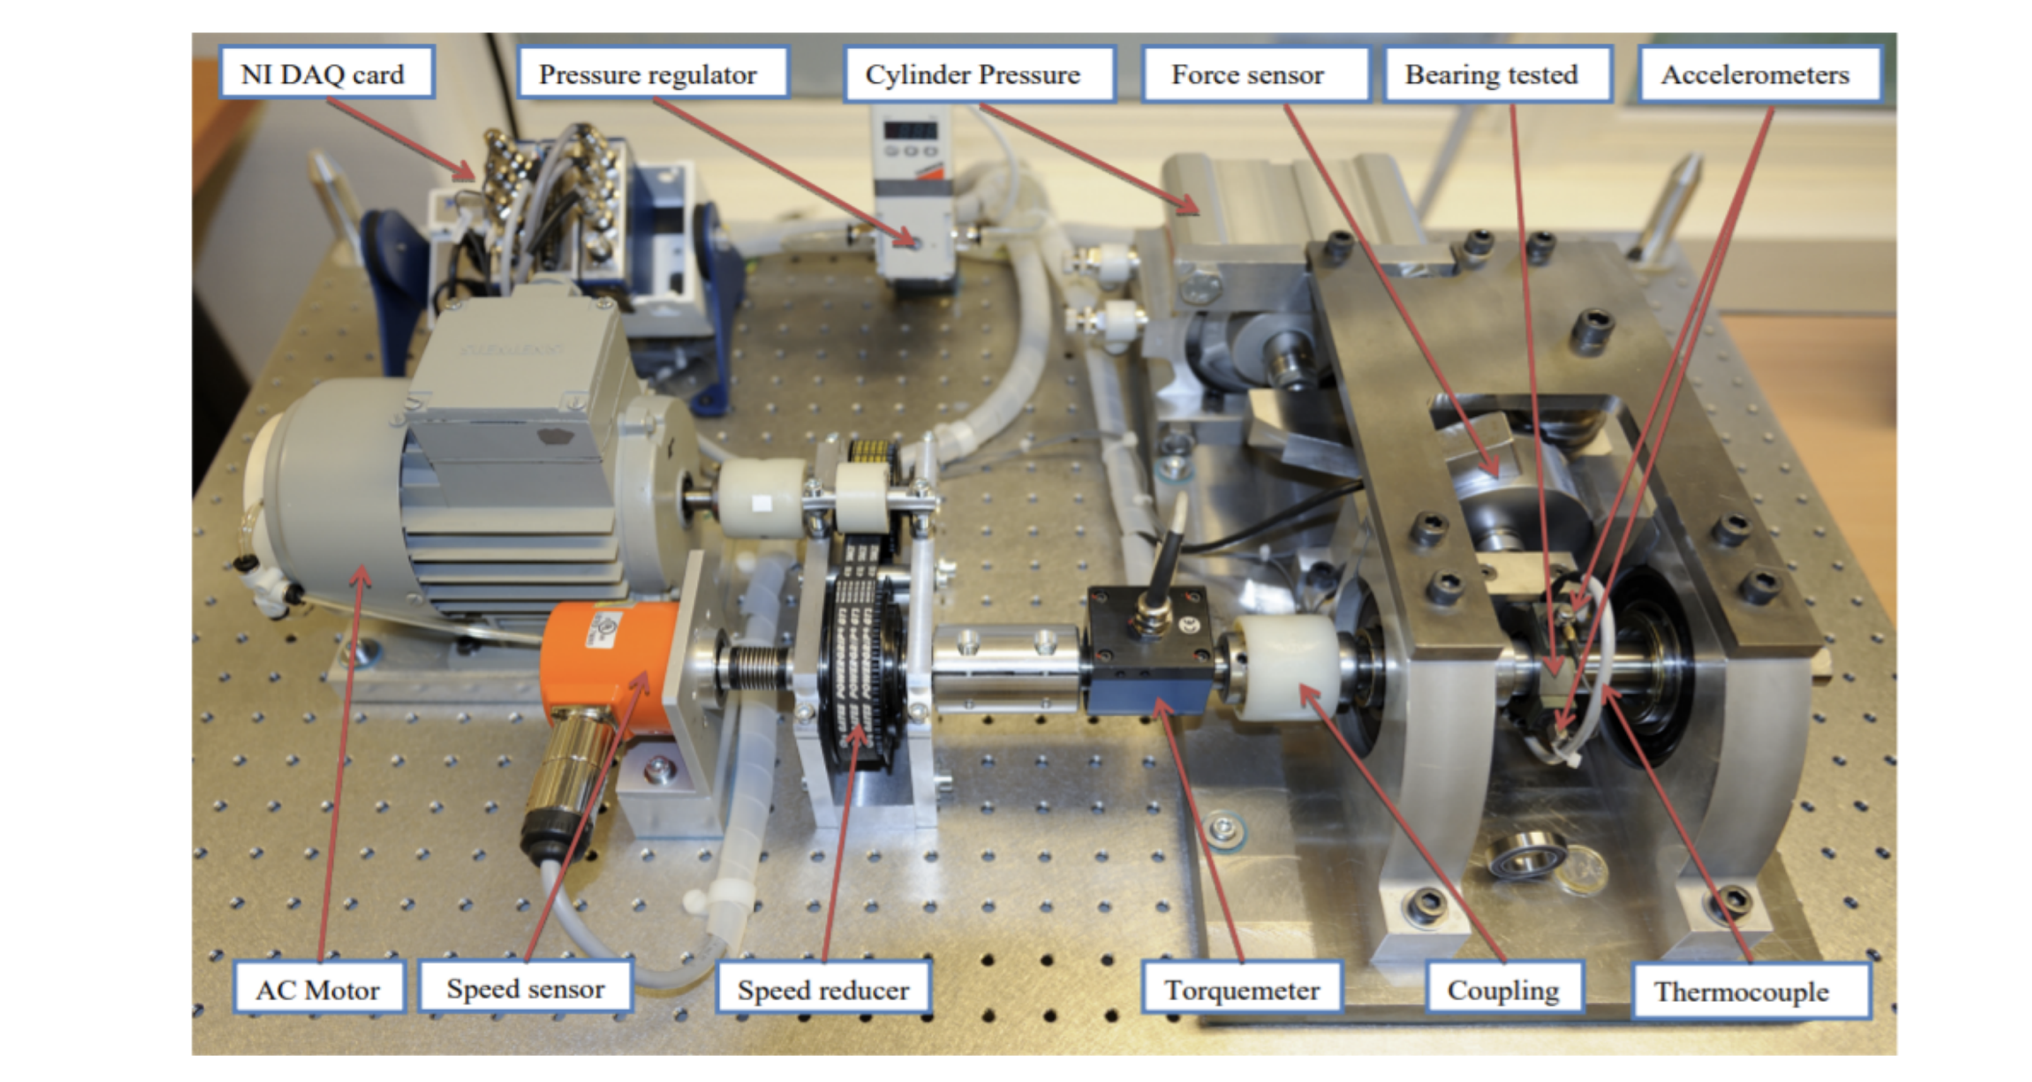 NI DAQ card
Pressure regulator
Cylinder Pressure
Force sensor
Bearing tested
Accelerometers
AC Motor
Speed sensor
Speed reducer
Torquemeter
Coupling
Thermocouple